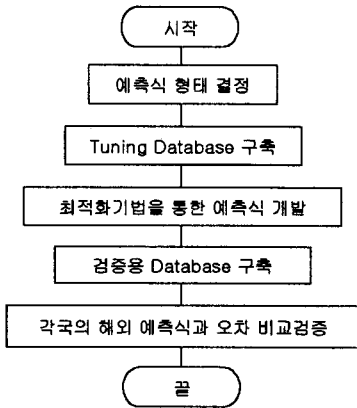 시작
예측식 형태 결정
Tuning Database 구축
최적화기법을 통한 예측식 개발
검증용 Database 구축
각국의 해외 예측식과 오차 비교검증
끝